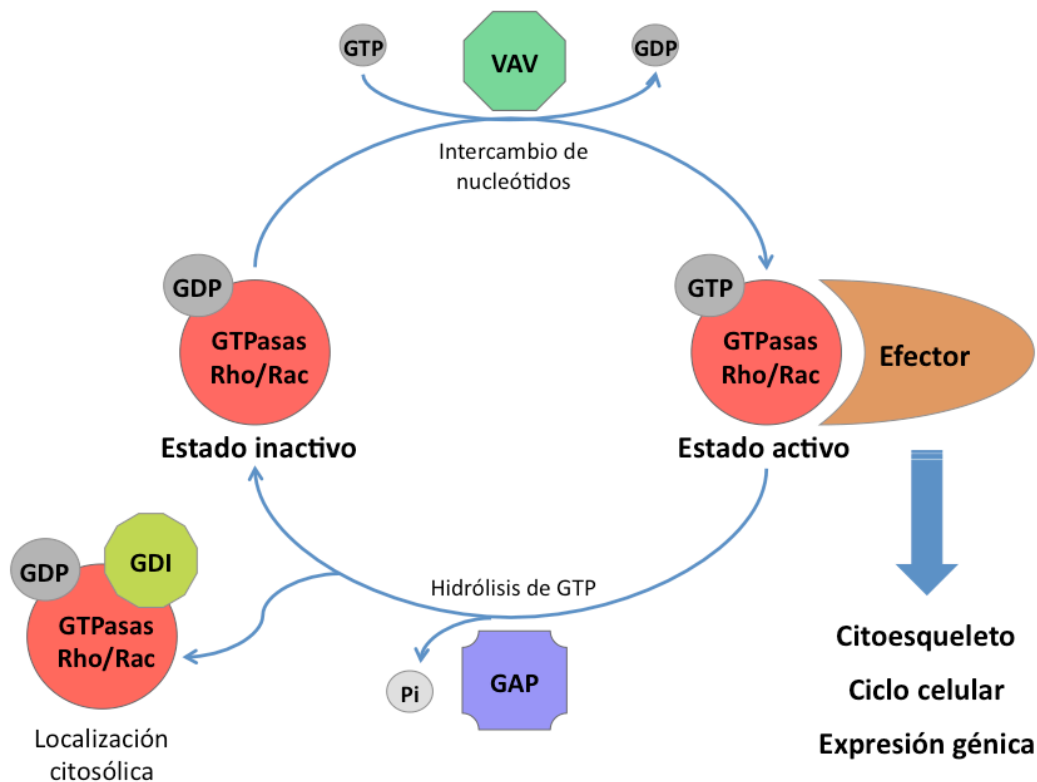 GTP
VAV
GDP
Intercambio de
nucleótidos
GDP
GTPasas
Rho/Rac
Estado inactivo
GTP
GTPasas
Rho/Rac
Efector
Estado activo
GDP
GDI
GTPasas
Rho/Rac
Localización
citosólica
Hidrólisis de GTP
Pi
GAP
Citoesqueleto
Ciclo celular
Expresión génica